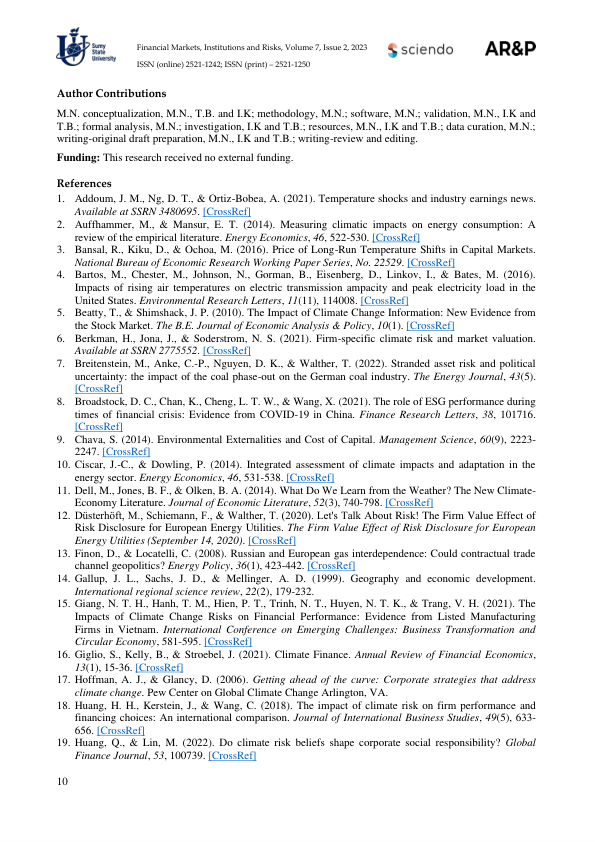 Sumy
State
University
Financial Markets, Institutions and Risks, Volume 7, Issue 2, 2023
ISSN (online) 2521-1242; ISSN (print) – 2521-1250
sciendo
AR&P
Author Contributions
M.N. conceptualization, M.N., T.B. and I.K; methodology, M.N.; software, M.N.; validation, M.N., I.K and
T.B.; formal analysis, M.N.; investigation, I.K and T.B.; resources, M.N., I.K and T.B.; data curation, M.N.;
writing-original draft preparation, M.N., I.K and T.B.; writing-review and editing.
Funding: This research received no external funding.
References
1. Addoum, J. M., Ng, D. T., & Ortiz-Bobea, A. (2021). Temperature shocks and industry earnings news.
Available at SSRN 3480695. [CrossRef]
2. Auffhammer, M., & Mansur, E. T. (2014). Measuring climatic impacts on energy consumption: A
review of the empirical literature. Energy Economics, 46, 522-530. [CrossRef]
3. Bansal, R., Kiku, D., & Ochoa, M. (2016). Price of Long-Run Temperature Shifts in Capital Markets.
National Bureau of Economic Research Working Paper Series, No. 22529. [CrossRef]
4. Bartos, M., Chester, M., Johnson, N., Gorman, B., Eisenberg, D., Linkov, I., & Bates, M. (2016).
Impacts of rising air temperatures on electric transmission ampacity and peak electricity load in the
United States. Environmental Research Letters, 11(11), 114008. [CrossRef]
5. Beatty, T., & Shimshack, J. P. (2010). The Impact of Climate Change Information: New Evidence from
the Stock Market. The B.E. Journal of Economic Analysis & Policy, 10(1). [CrossRef]
6. Berkman, H., Jona, J., & Soderstrom, N. S. (2021). Firm-specific climate risk and market valuation.
Available at SSRN 2775552. [CrossRef]
7. Breitenstein, M., Anke, C.-P., Nguyen, D. K., & Walther, T. (2022). Stranded asset risk and political
uncertainty: the impact of the coal phase-out on the German coal industry. The Energy Journal, 43(5).
[CrossRef]
8. Broadstock, D. C., Chan, K., Cheng, L. T. W., & Wang, X. (2021). The role of ESG performance during
times of financial crisis: Evidence from COVID-19 in China. Finance Research Letters, 38, 101716.
[CrossRef]
9. Chava, S. (2014). Environmental Externalities and Cost of Capital. Management Science, 60(9), 2223-
2247. [CrossRef]
10. Ciscar, J.-C., & Dowling, P. (2014). Integrated assessment of climate impacts and adaptation in the
energy sector. Energy Economics, 46, 531-538. [CrossRef]
11. Dell, M., Jones, B. F., & Olken, B. A. (2014). What Do We Learn from the Weather? The New Climate-
Economy Literature. Journal of Economic Literature, 52(3), 740-798. [CrossRef]
12. Düsterhöft, M., Schiemann, F., & Walther, T. (2020). Let's Talk About Risk! The Firm Value Effect of
Risk Disclosure for European Energy Utilities. The Firm Value Effect of Risk Disclosure for European
Energy Utilities (September 14, 2020). [CrossRef]
13. Finon, D., & Locatelli, C. (2008). Russian and European gas interdependence: Could contractual trade
channel geopolitics? Energy Policy, 36(1), 423-442. [CrossRef]
14. Gallup, J. L., Sachs, J. D., & Mellinger, A. D. (1999). Geography and economic development.
International regional science review, 22(2), 179-232.
15. Giang, N. T. H., Hanh, T. M., Hien, P. T., Trinh, N. T., Huyen, N. T. K., & Trang, V. H. (2021). The
Impacts of Climate Change Risks on Financial Performance: Evidence from Listed Manufacturing
Firms in Vietnam. International Conference on Emerging Challenges: Business Transformation and
Circular Economy, 581-595. [CrossRef]
16. Giglio, S., Kelly, B., & Stroebel, J. (2021). Climate Finance. Annual Review of Financial Economics,
13(1), 15-36. [CrossRef]
17. Hoffman, A. J., & Glancy, D. (2006). Getting ahead of the curve: Corporate strategies that address
climate change. Pew Center on Global Climate Change Arlington, VA.
18. Huang, H. H., Kerstein, J., & Wang, C. (2018). The impact of climate risk on firm performance and
financing choices: An international comparison. Journal of International Business Studies, 49(5), 633-
656. [CrossRef]
19. Huang, Q., & Lin, M. (2022). Do climate risk beliefs shape corporate social responsibility? Global
Finance Journal, 53, 100739. [CrossRef]
10